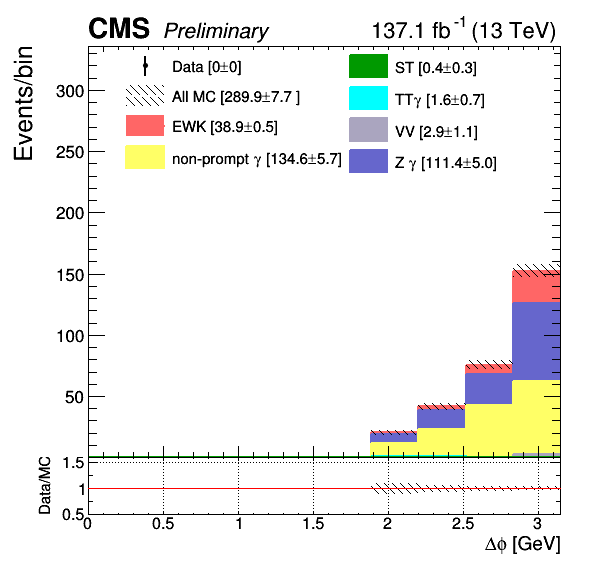 CMS Preliminary 137.1 fb⁻¹ (13 TeV)
Events/bin
Data [0±0]
All MC [289.9±7.7 ]
EWK [38.9±0.5]
non-prompt γ [134.6±5.7]
ST [0.4±0.3]
TTγ [1.6±0.7]
VV [2.9±1.1]
Z γ [111.4±5.0]
300
250
200
150
100
50
Data/MC
1.5
1
0.5
0 0.5 1 1.5 2 2.5 3
Δϕ [GeV]